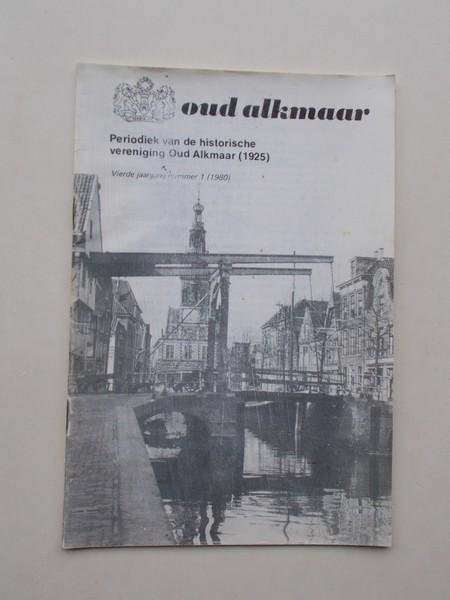 oud alkmaar
Periodiek van de historische
vereniging Oud Alkmaar (1925)
Vierde jaargang nummer 1 (1980)